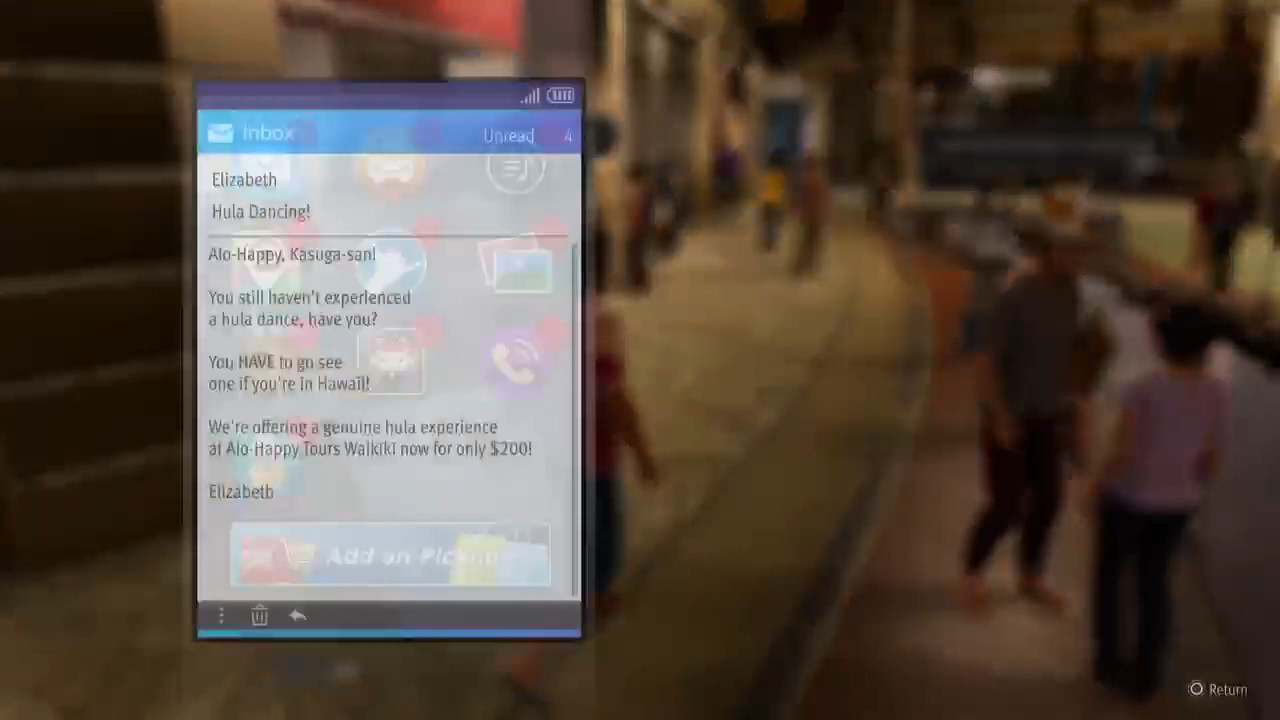 Inbox
Unread 4
Elizabeth
Hula Dancing!
Alo-Happy, Kasuga-san!
You still haven't experienced
a hula dance, have you?
You HAVE to go see
one if you're in Hawaii!
We're offering a genuine hula experience
at Alo-Happy Tours Waikiki now for only $200!
Elizabeth
Add on
Return